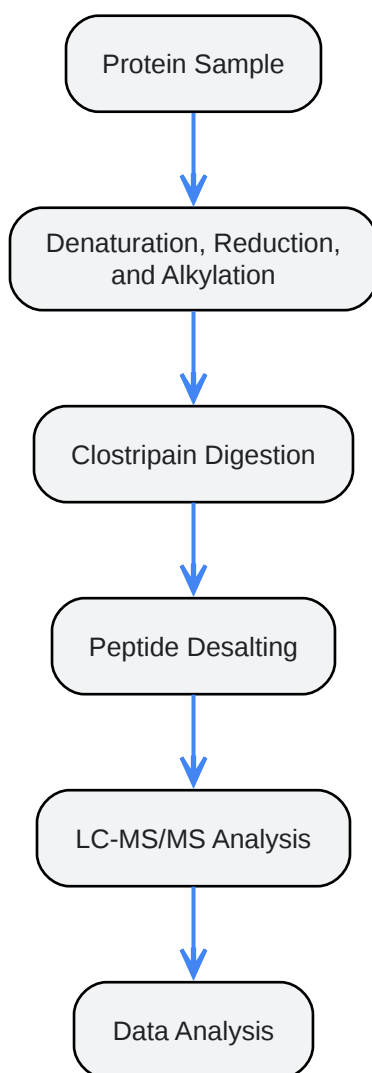 Protein Sample
Denaturation, Reduction,
and Alkylation
Clostripain Digestion
Peptide Desalting
LC-MS/MS Analysis
Data Analysis